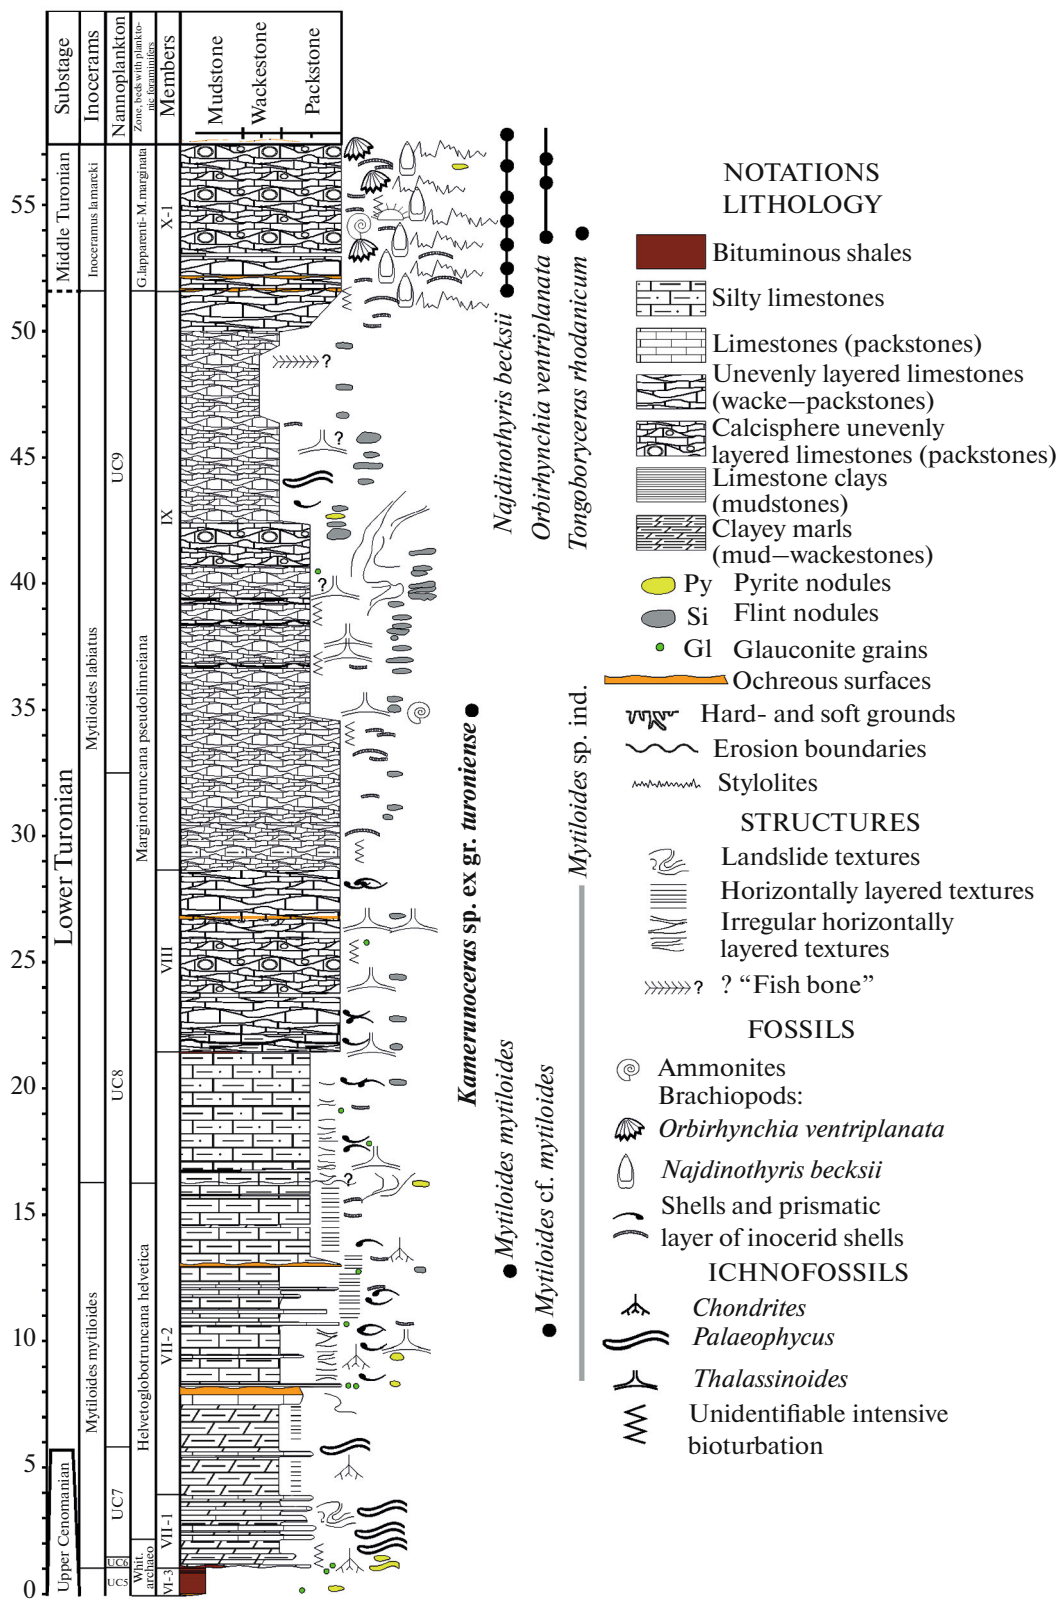 Substage
Inocerams
Nannoplankton
Zone, beds with plankto-
nic foraminifers
Members
Mudstone
Wackestone
Packstone
55
50
45
40
35
30
25
20
15
10
5
0
Middle Turonian
Lower Turonian
Upper Cenomanian
Inoceramus lamarcki
Mytiloides labiatus
Mytiloides mytiloides
UC9
UC8
UC7
UC6
UC5
G.lapparenti-M.marginata
Marginotruncana pseudolinneiana
Helvetoglobotruncana helvetica
Whit.
archaeo
X-1
IX
VIII
VII-2
VII-1
VI-3
?
?
?
?
Najdinothyris becksii
Orbirhynchia ventriplanata
Tongoboryceras rhodanicum
Kamerunoceras sp. ex gr. turoniense
Mytiloides mytiloides
Mytiloides cf. mytiloides
Mytiloides sp. ind.
NOTATIONS
LITHOLOGY
Bituminous shales
Silty limestones
Limestones (packstones)
Unevenly layered limestones
(wacke–packstones)
Calcisphere unevenly
layered limestones (packstones)
Limestone clays
(mudstones)
Clayey marls
(mud–wackestones)
Py Pyrite nodules
Si Flint nodules
Gl Glauconite grains
Ochreous surfaces
Hard- and soft grounds
Erosion boundaries
Stylolites
STRUCTURES
Landslide textures
Horizontally layered textures
Irregular horizontally
layered textures
? ? “Fish bone”
FOSSILS
Ammonites
Brachiopods:
Orbirhynchia ventriplanata
Najdinothyris becksii
Shells and prismatic
layer of inocerid shells
ICHNOFOSSILS
Chondrites
Palaeophycus
Thalassinoides
Unidentifiable intensive
bioturbation